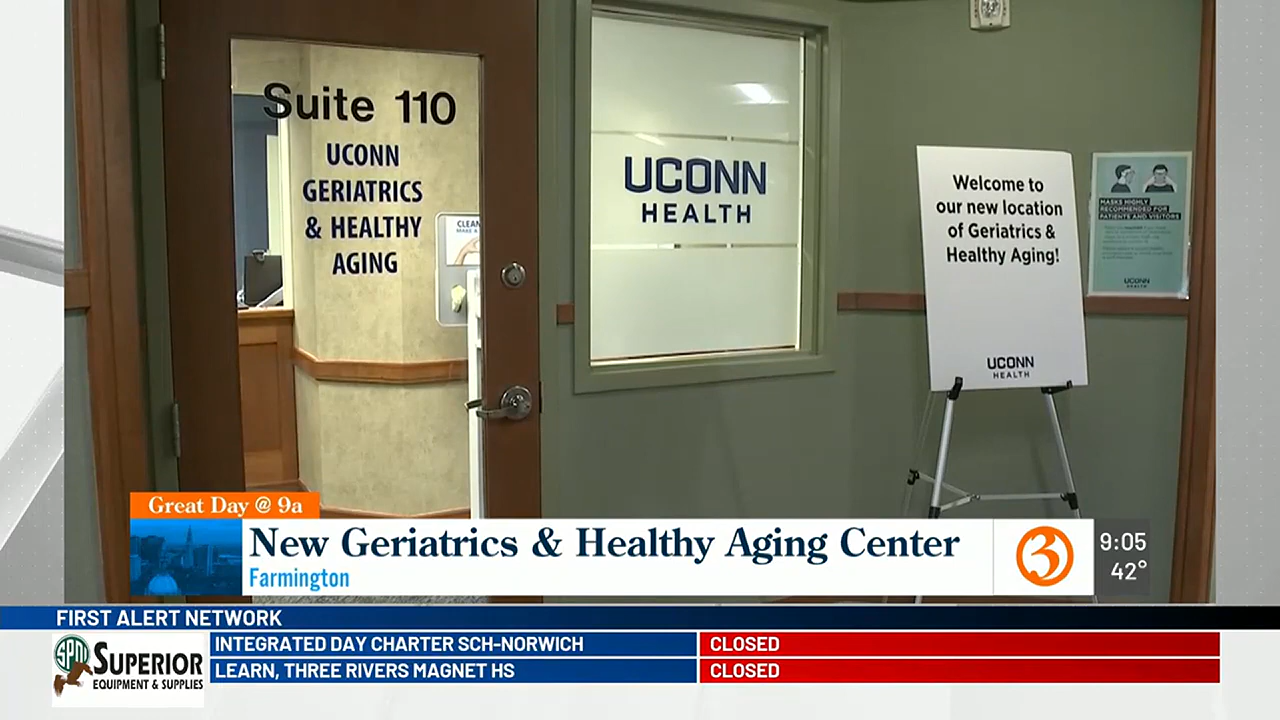 Suite 110
UCONN
GERIATRICS
& HEALTHY
AGING
CLEAN
UCONN
HEALTH
Welcome to
our new location
of Geriatrics &
Healthy Aging!
UCONN
HEALTH
MASKS HIGHLY
RECOMMENDED FOR
PATIENTS AND VISITORS
UCONN
HEALTH
Great Day @ 9a
New Geriatrics & Healthy Aging Center
Farmington
3
9:05
42°
FIRST ALERT NETWORK
SUPERIOR
EQUIPMENT & SUPPLIES
INTEGRATED DAY CHARTER SCH-NORWICH CLOSED
LEARN, THREE RIVERS MAGNET HS CLOSED